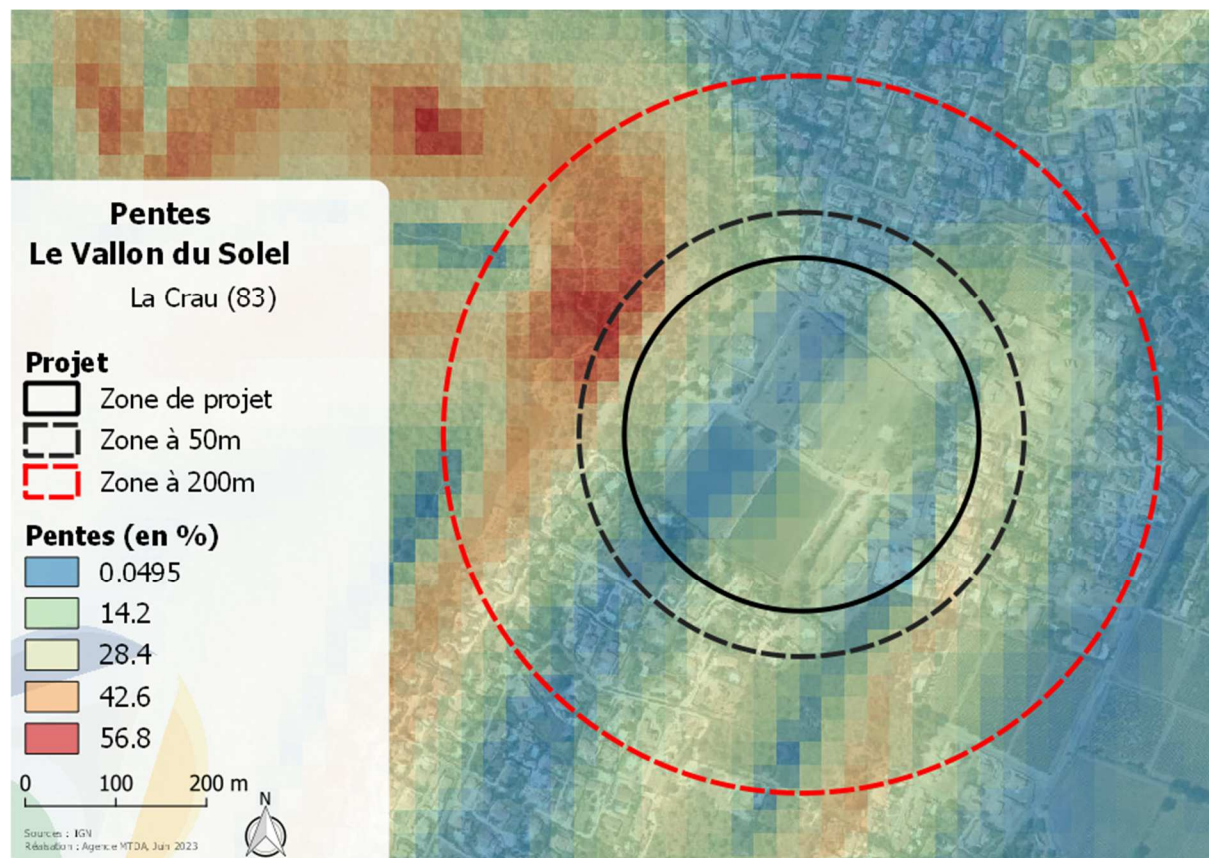 Pentes
Le Vallon du Solel
La Crau (83)
Projet
Zone de projet
Zone à 50m
Zone à 200m
Pentes (en %)
0.0495
14.2
28.4
42.6
56.8
0 100 200 m
N
Sources : IGN
Réalisation : Agence MTDA, Juin 2023